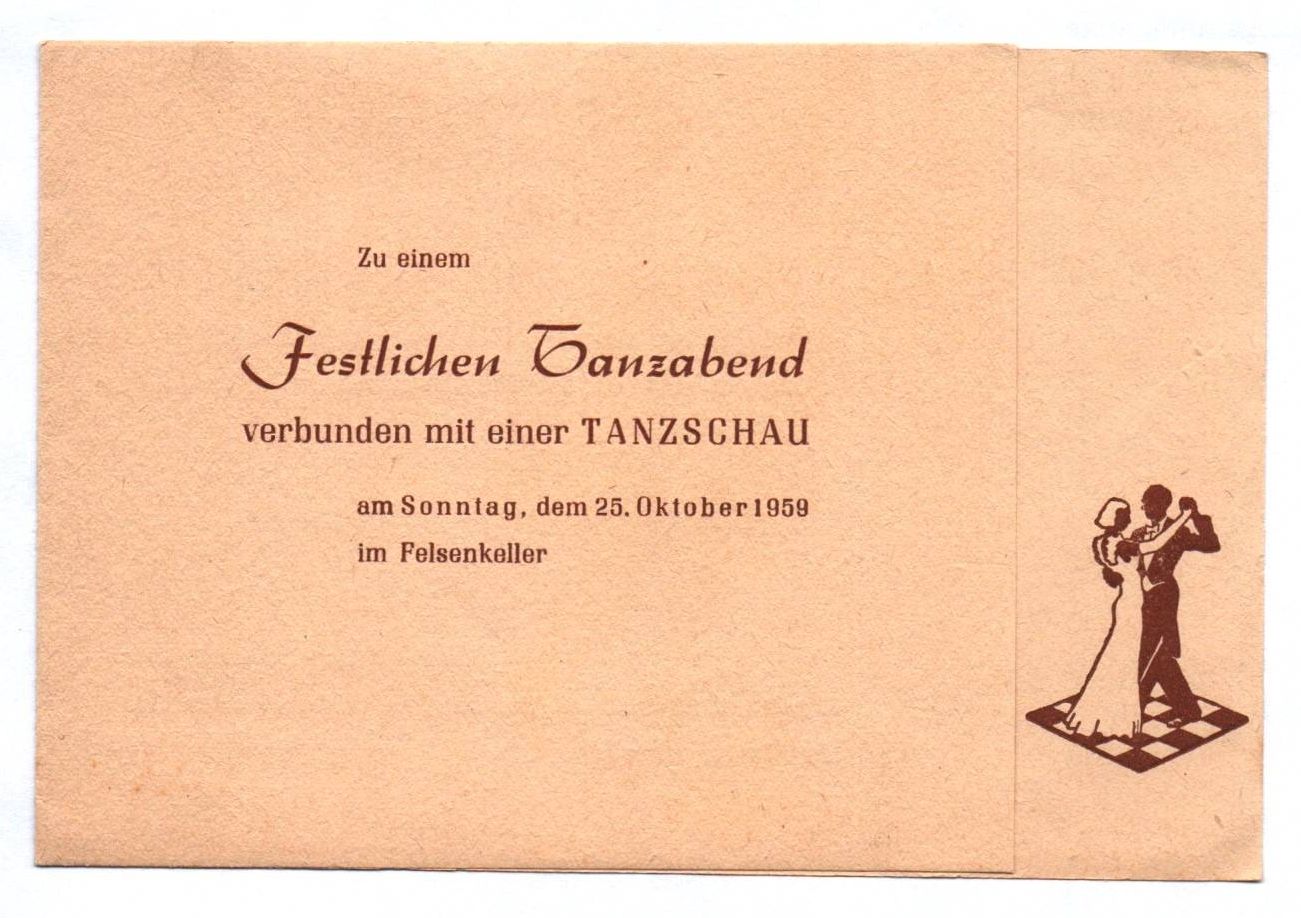 Zu einem
Festlichen Tanzabend
verbunden mit einer TANZSCHAU
am Sonntag, dem 25. Oktober 1959
im Felsenkeller